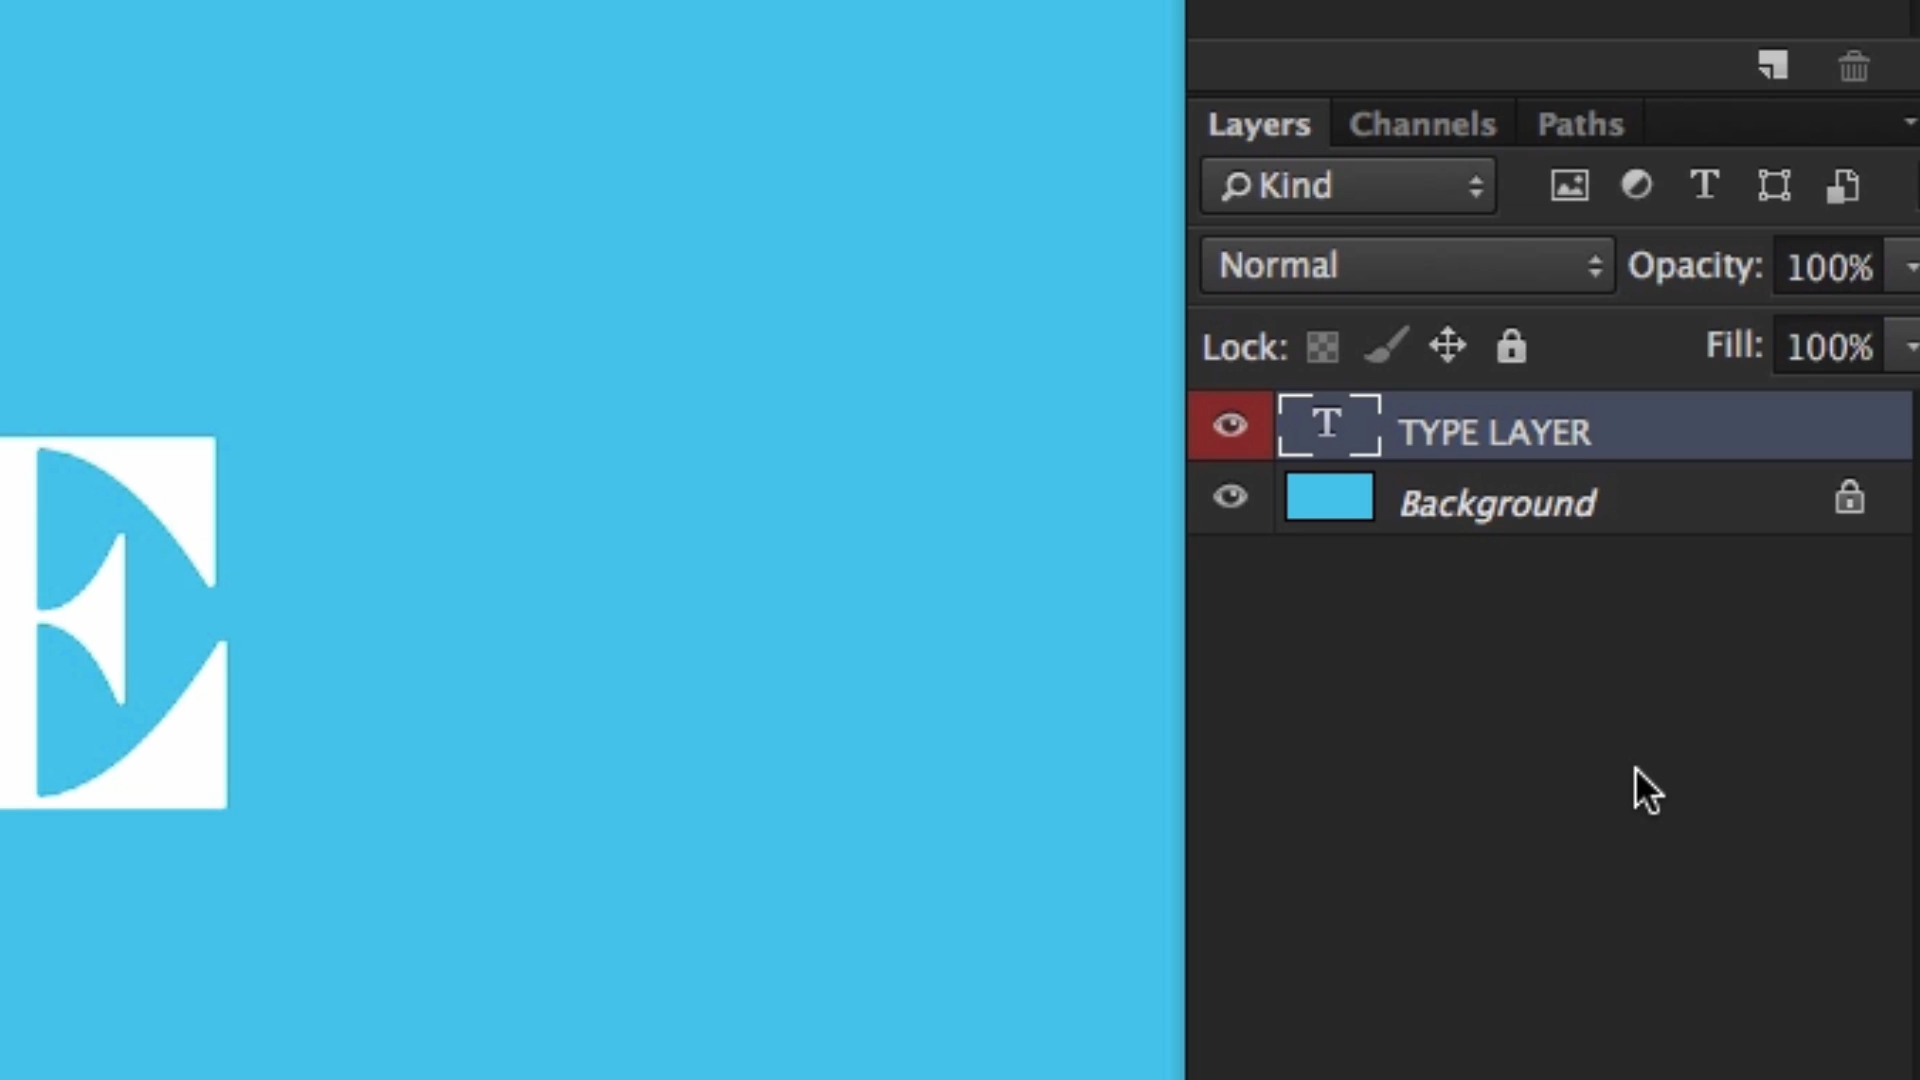 Layers Channels Paths
Kind T
Normal Opacity: 100%
Lock: Fill: 100%
T TYPE LAYER
Background
E